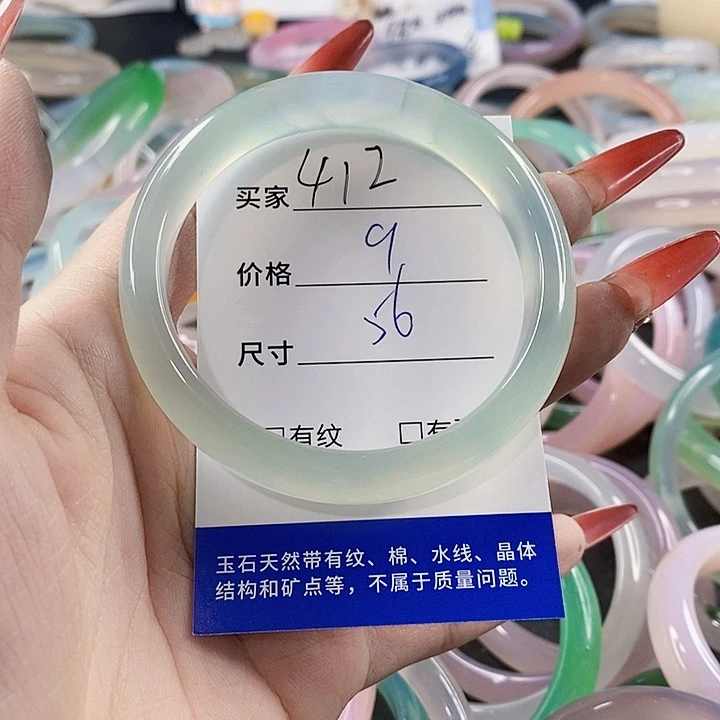 买家 412
价格 9
尺寸 56
有纹 □有
玉石天然带有纹、棉、水线、晶体
结构和矿点等，不属于质量问题。